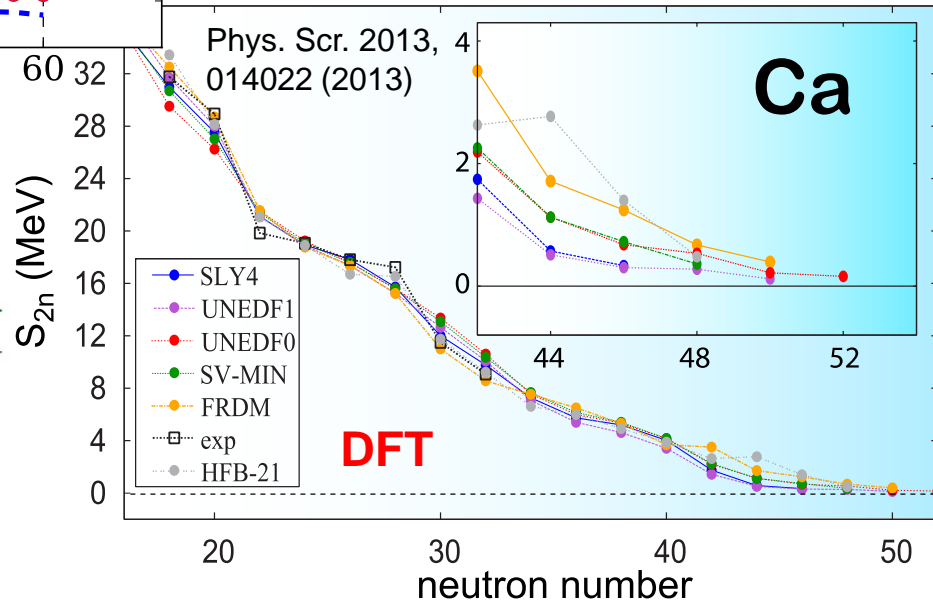 60
Phys. Scr. 2013,
014022 (2013)
Ca
4
2
0
44
48
52
32
28
24
20
16
12
8
4
0
S2n (MeV)
SLY4
UNEDF1
UNEDF0
SV-MIN
FRDM
exp
HFB-21
DFT
20
30
40
50
neutron number